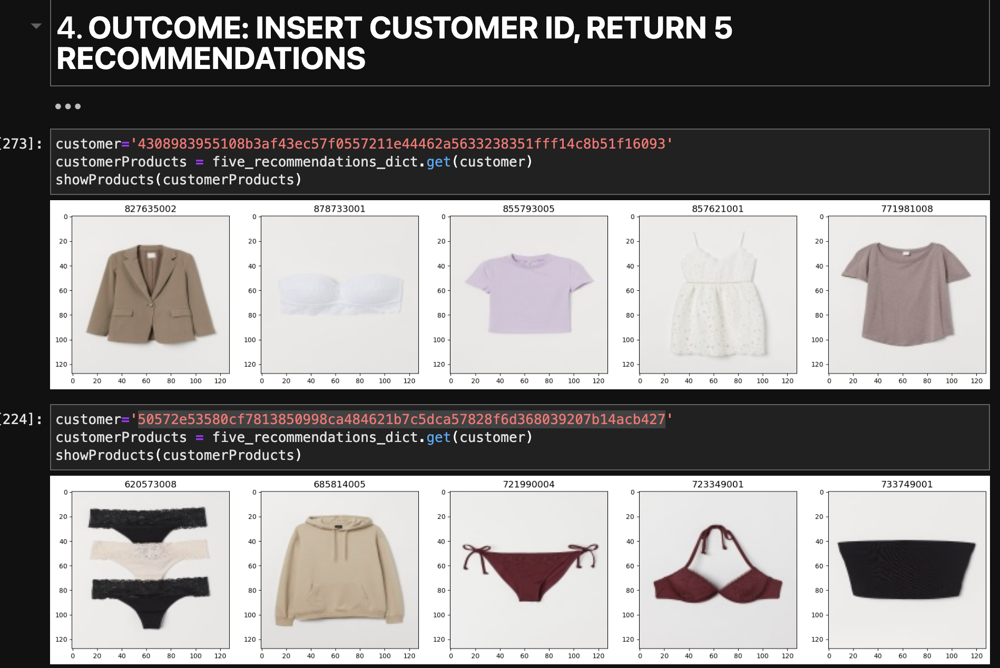 4. OUTCOME: INSERT CUSTOMER ID, RETURN 5
RECOMMENDATIONS
[273]:
customer='4308983955108b3af43ec57f0557211e44462a5633238351fff14c8b51f16093'
customerProducts = five_recommendations_dict.get(customer)
showProducts(customerProducts)
827635002 878733001 855793005 857621001 771981008
0 0 0 0 0
20 20 20 20 20
40 40 40 40 40
60 60 60 60 60
80 80 80 80 80
100 100 100 100 100
120 120 120 120 120
0 20 40 60 80 100 120 0 20 40 60 80 100 120 0 20 40 60 80 100 120 0 20 40 60 80 100 120 0 20 40 60 80 100 120
[224]:
customer='50572e53580cf7813850998ca484621b7c5dca57828f6d368039207b14acb427'
customerProducts = five_recommendations_dict.get(customer)
showProducts(customerProducts)
620573008 685814005 721990004 723349001 733749001
0 0 0 0 0
20 20 20 20 20
40 40 40 40 40
60 60 60 60 60
80 80 80 80 80
100 100 100 100 100
120 120 120 120 120
0 20 40 60 80 100 120 0 20 40 60 80 100 120 0 20 40 60 80 100 120 0 20 40 60 80 100 120 0 20 40 60 80 100 120